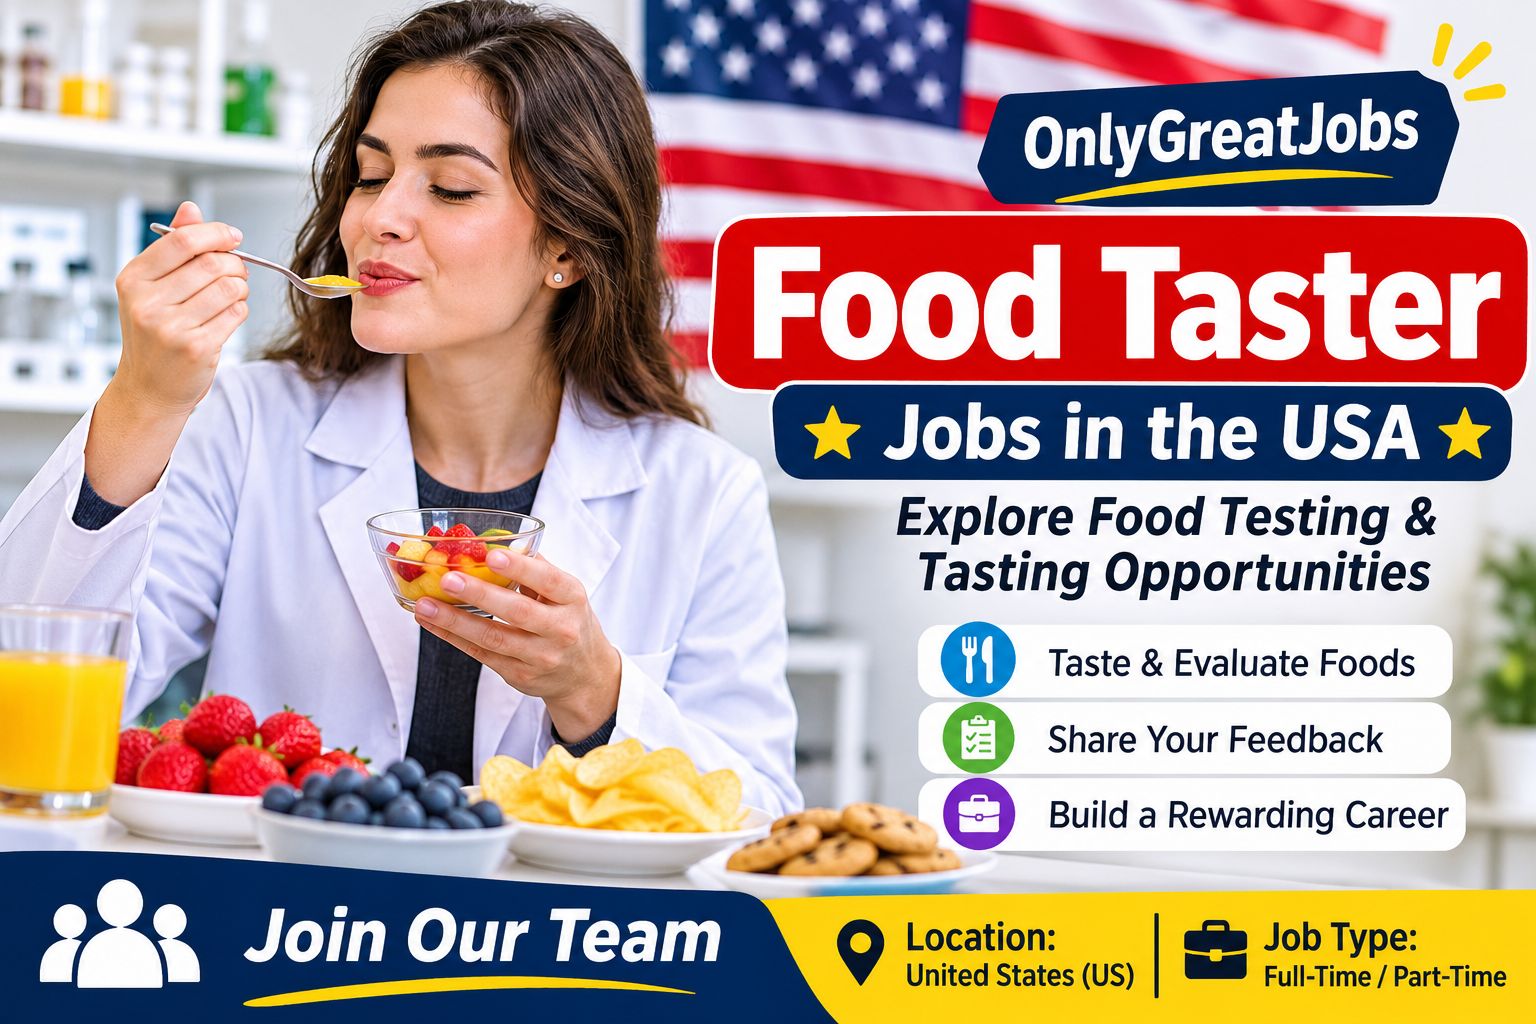 OnlyGreatJobs
Food Taster
Jobs in the USA
Explore Food Testing &
Tasting Opportunities
Taste & Evaluate Foods
Share Your Feedback
Build a Rewarding Career
Join Our Team
Location:
United States (US)
Job Type:
Full-Time / Part-Time